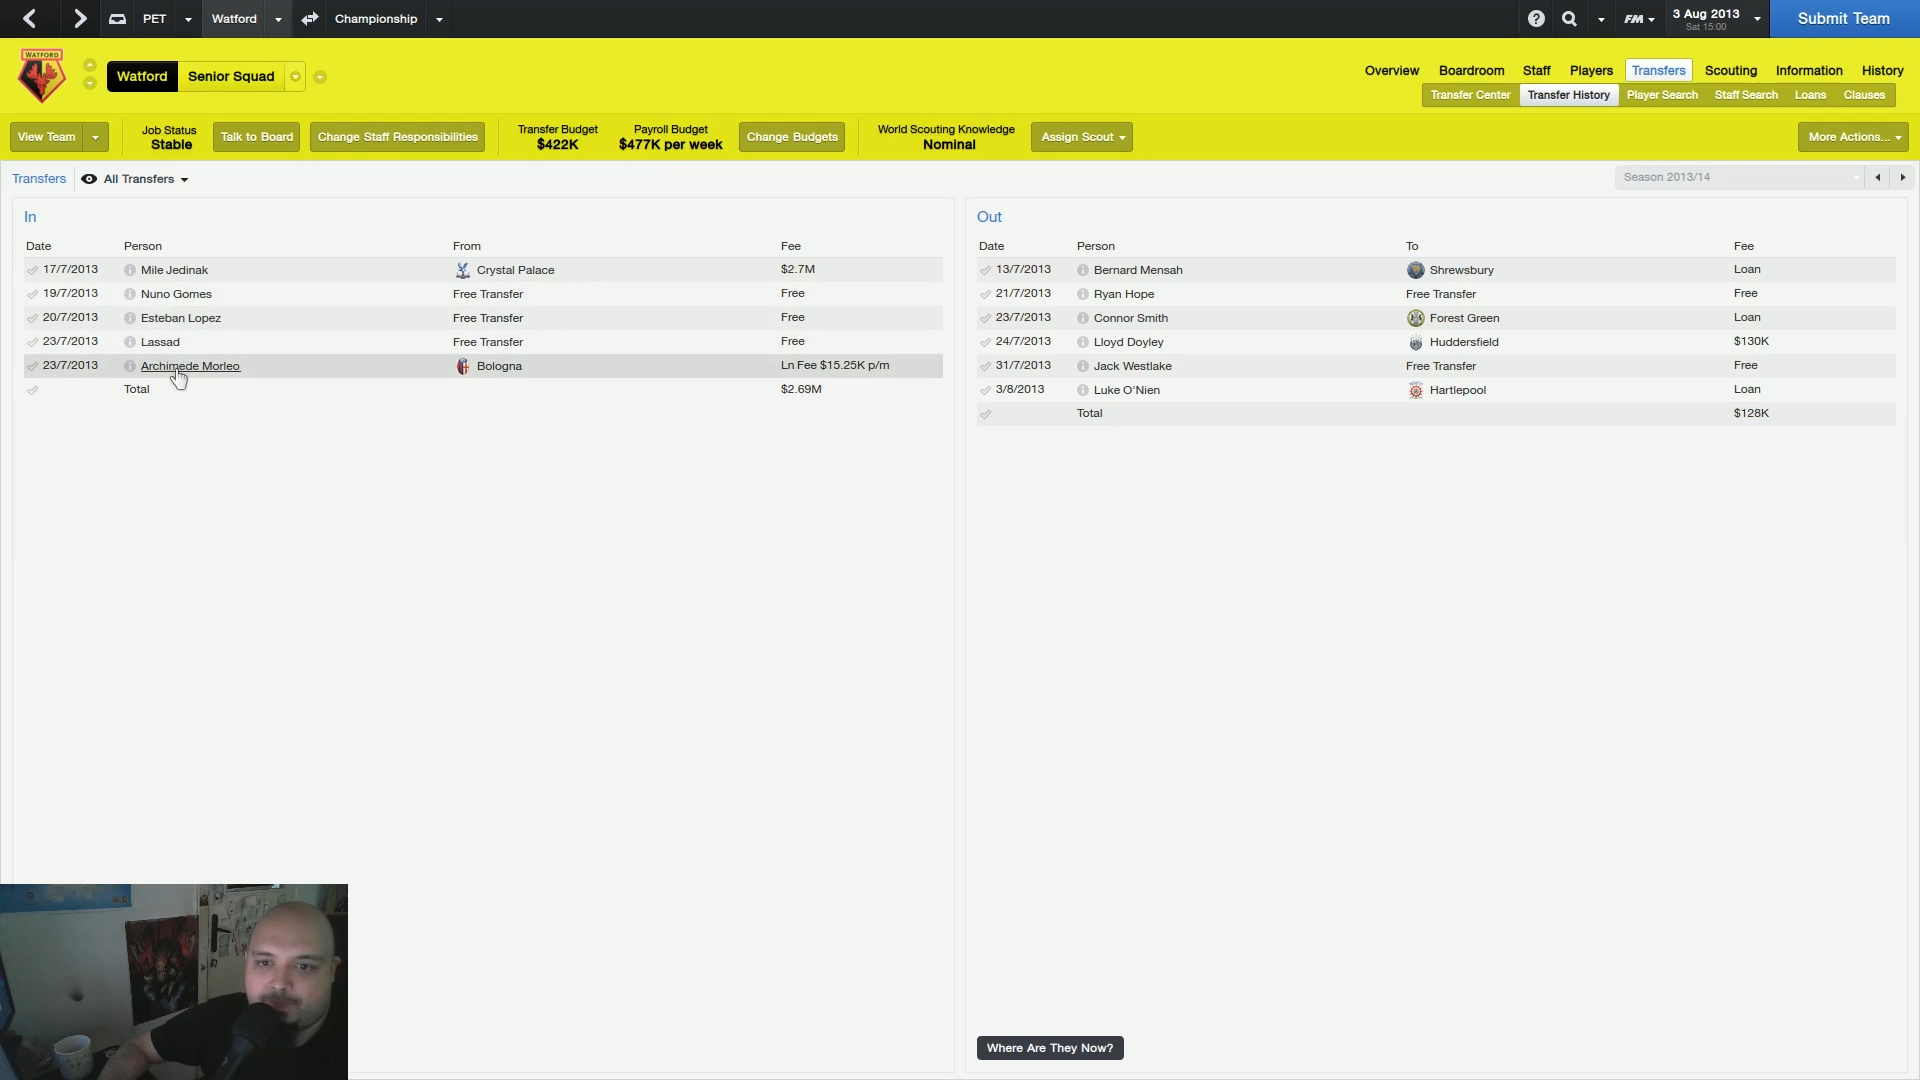 PET Watford Championship ? FM 3 Aug 2013 Submit Team
Sat 15:00
WATFORD
Watford Senior Squad
Overview Boardroom Staff Players Transfers Scouting Information History
Transfer Center Transfer History Player Search Staff Search Loans Clauses
View Team Job Status Talk to Board Change Staff Responsibilities Transfer Budget Payroll Budget Change Budgets World Scouting Knowledge Assign Scout More Actions...
Stable $422K $477K per week Nominal
Transfers All Transfers Season 2013/14
In
Date Person From Fee
17/7/2013 Mile Jedinak Crystal Palace $2.7M
19/7/2013 Nuno Gomes Free Transfer Free
20/7/2013 Esteban Lopez Free Transfer Free
23/7/2013 Lassad Free Transfer Free
23/7/2013 Archimede Morleo Bologna Ln Fee $15.25K p/m
Total $2.69M
Out
Date Person To Fee
13/7/2013 Bernard Mensah Shrewsbury Loan
21/7/2013 Ryan Hope Free Transfer Free
23/7/2013 Connor Smith Forest Green Loan
24/7/2013 Lloyd Doyley Huddersfield $130K
31/7/2013 Jack Westlake Free Transfer Free
3/8/2013 Luke O'Nien Hartlepool Loan
Total $128K
Where Are They Now?